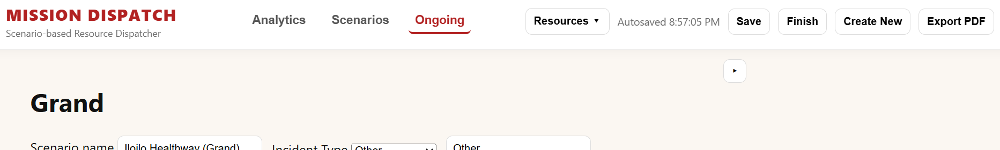 MISSION DISPATCH
Scenario-based Resource Dispatcher
Analytics Scenarios Ongoing
Resources ▼ Autosaved 8:57:05 PM Save Finish Create New Export PDF
►
Grand
Scenario name Iloilo Healthway (Grand) Incident Type Other Other